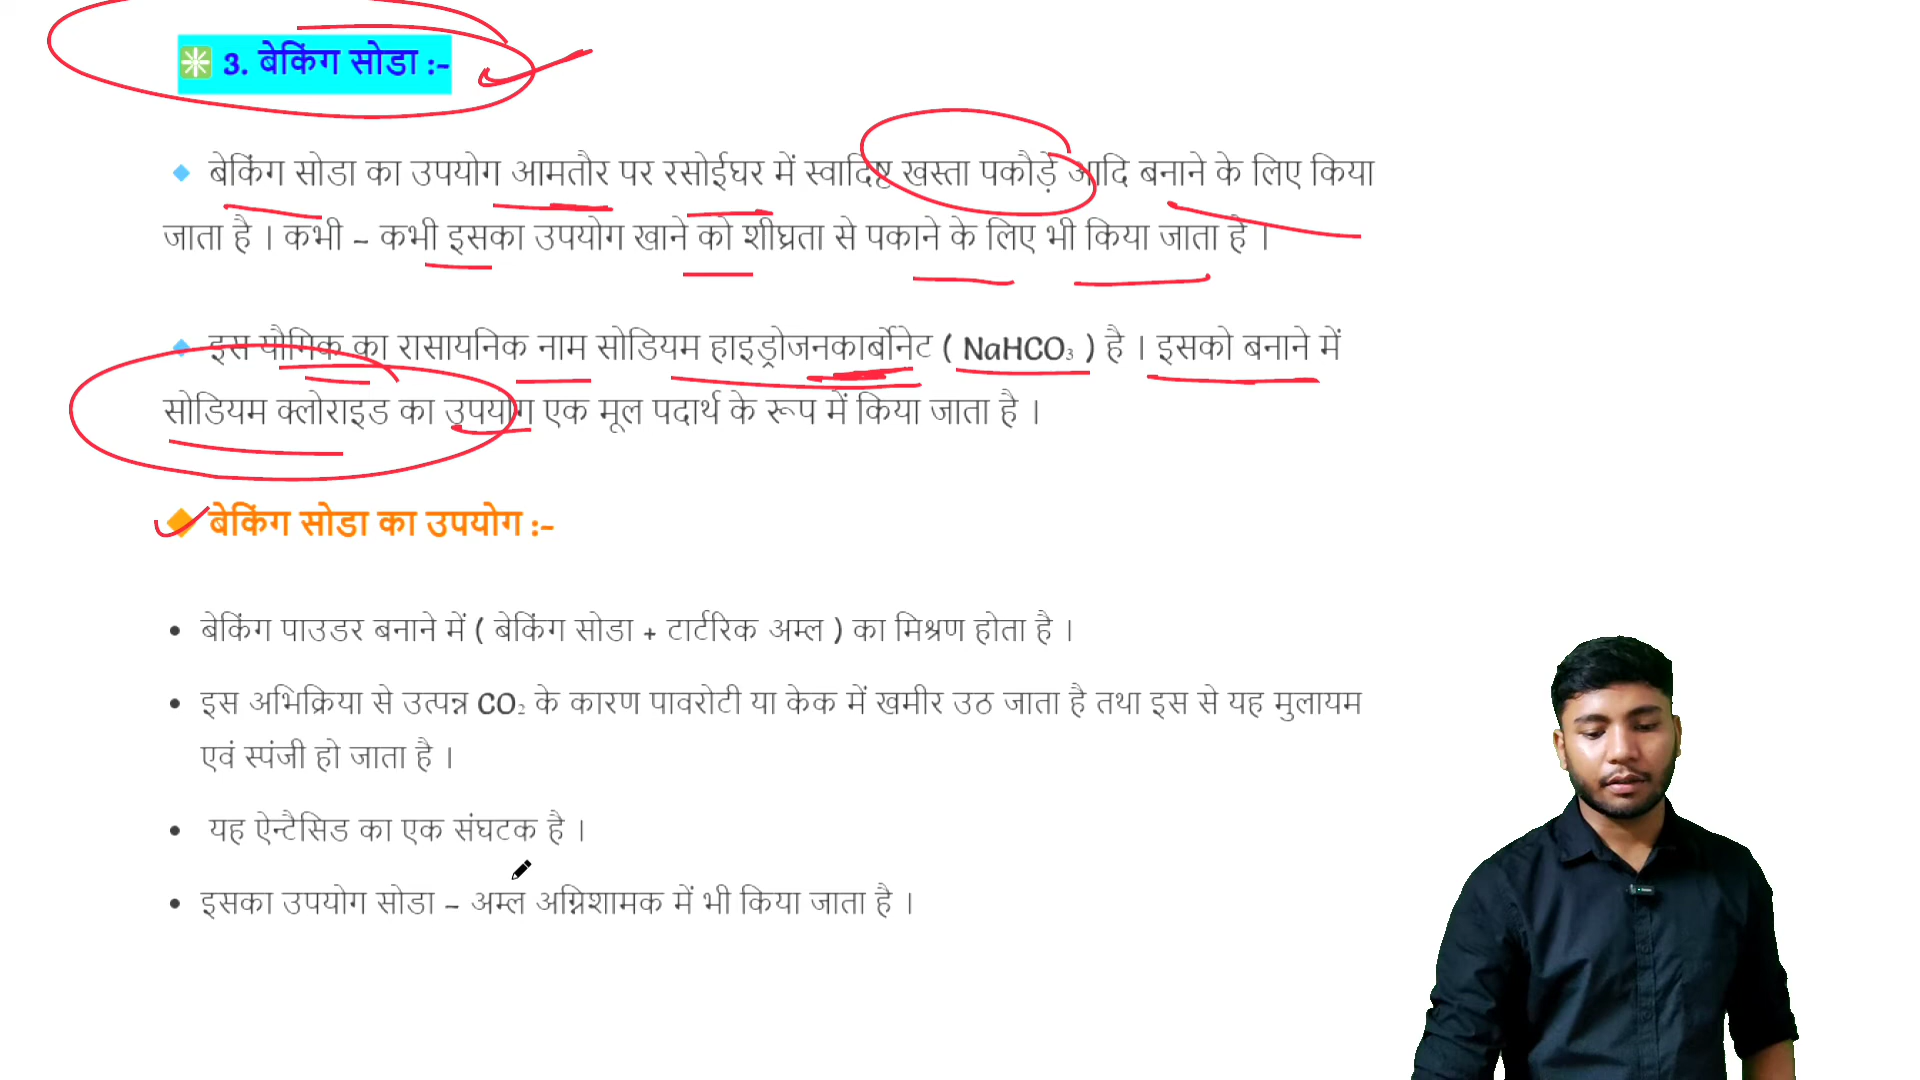 3. बेकिंग सोडा :-
बेकिंग सोडा का उपयोग आमतौर पर रसोईघर में स्वादिष्ट खस्ता पकौड़े आदि बनाने के लिए किया
जाता है । कभी – कभी इसका उपयोग खाने को शीघ्रता से पकाने के लिए भी किया जाता है ।
इस यौगिक का रासायनिक नाम सोडियम हाइड्रोजनकार्बोनेट ( NaHCO₃ ) है । इसको बनाने में
सोडियम क्लोराइड का उपयोग एक मूल पदार्थ के रूप में किया जाता है ।
बेकिंग सोडा का उपयोग :-
• बेकिंग पाउडर बनाने में ( बेकिंग सोडा + टार्टरिक अम्ल ) का मिश्रण होता है ।
• इस अभिक्रिया से उत्पन्न CO₂ के कारण पावरोटी या केक में खमीर उठ जाता है तथा इस से यह मुलायम
एवं स्पंजी हो जाता है ।
• यह ऐन्टैसिड का एक संघटक है ।
• इसका उपयोग सोडा – अम्ल अग्निशामक में भी किया जाता है ।